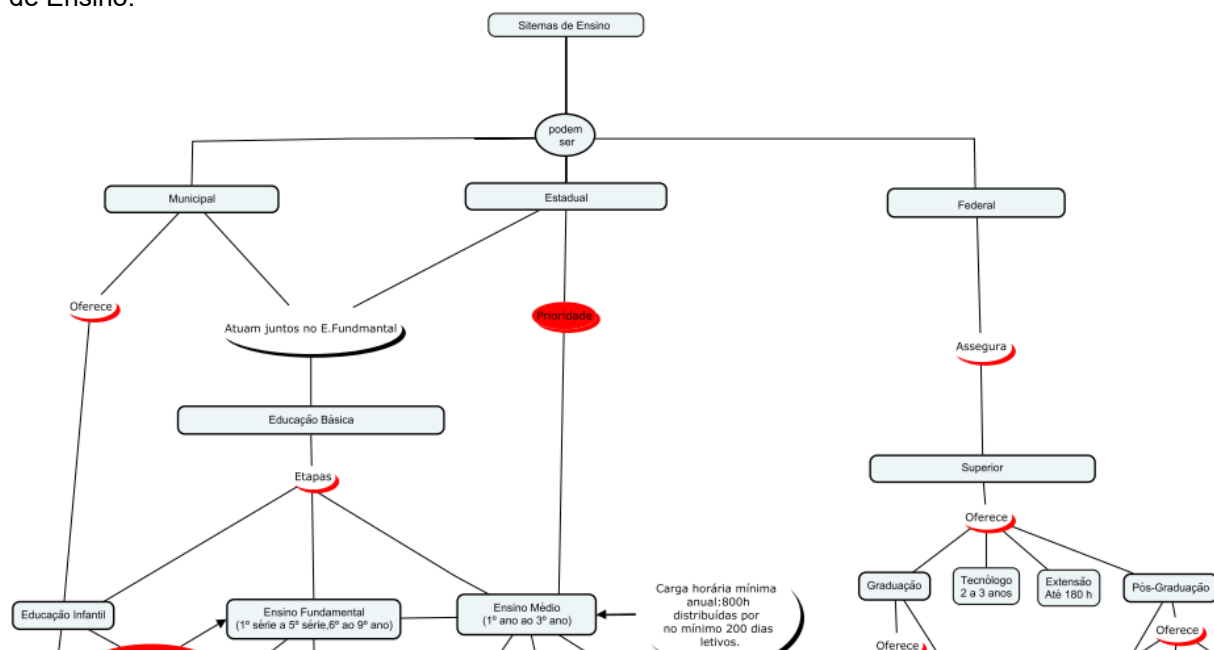 de Ensino.
Sitemas de Ensino
podem
ser
Municipal
Estadual
Federal
Oferece
Atuam juntos no E.Fundmantal
Prioridade
Assegura
Educação Básica
Etapas
Superior
Oferece
Graduação
Tecnólogo
2 a 3 anos
Extensão
Até 180 h
Pós-Graduação
Educação Infantil
Ensino Fundamental
(1º série a 5º série,6º ao 9º ano)
Ensino Médio
(1º ano ao 3º ano)
Carga horária mínima
anual:800h
distribuídas por
no mínimo 200 dias
letivos.
Oferece
Oferece